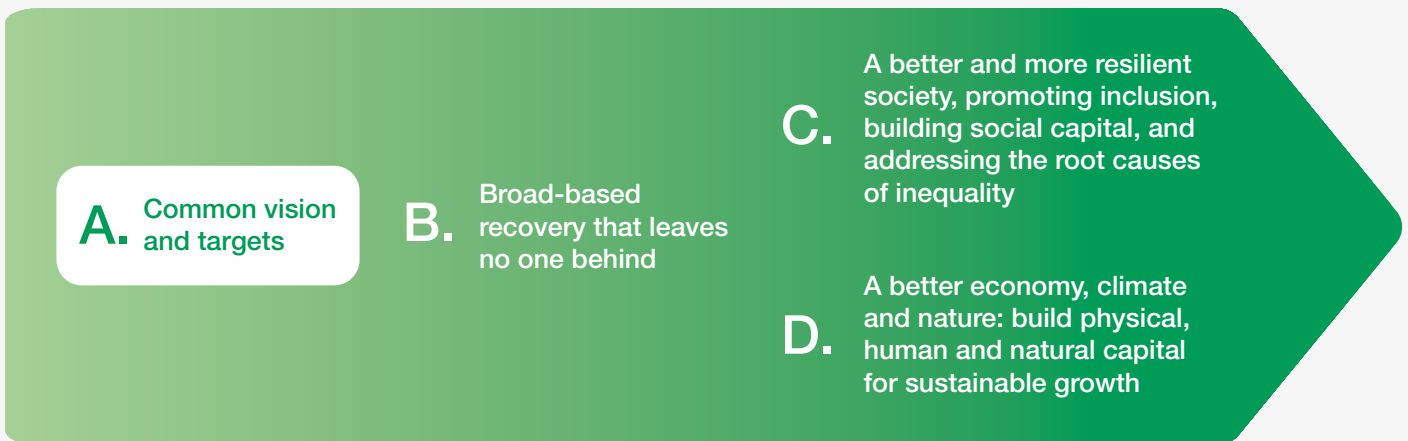 A. Common vision
and targets
B. Broad-based
recovery that leaves
no one behind
C. A better and more resilient
society, promoting inclusion,
building social capital, and
addressing the root causes
of inequality
D. A better economy, climate
and nature: build physical,
human and natural capital
for sustainable growth